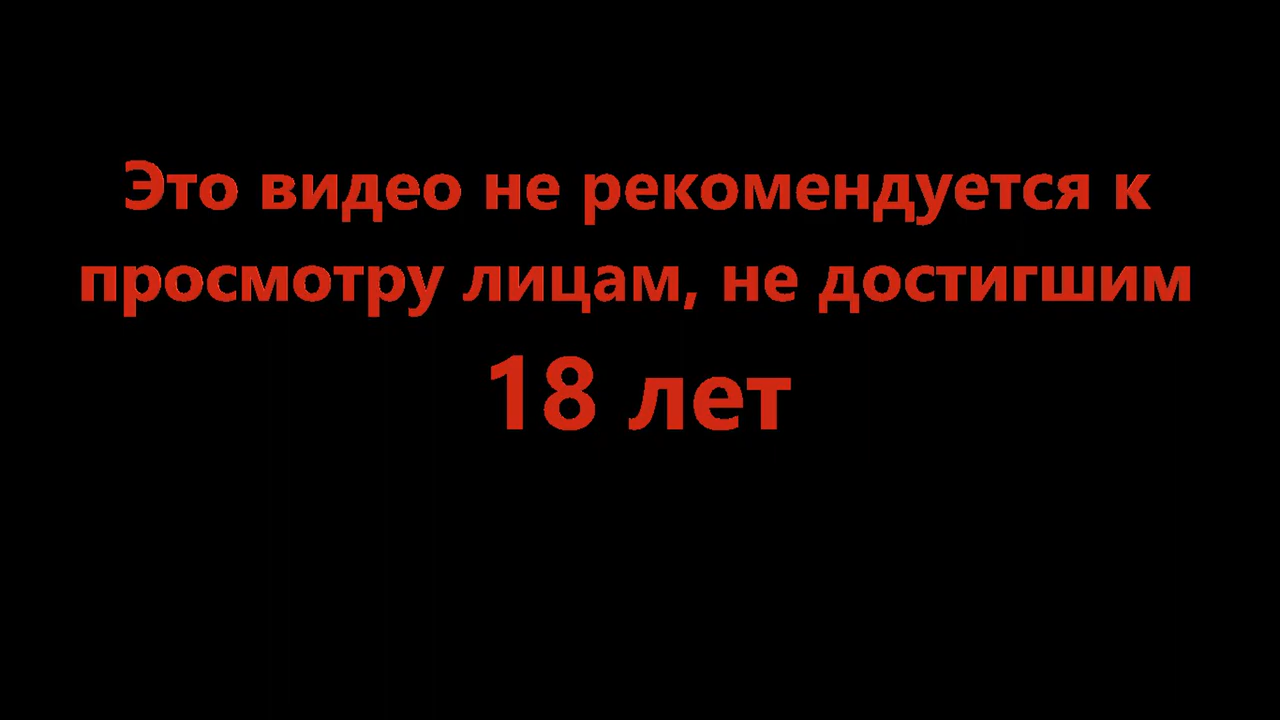 Это видео не рекомендуется к
просмотру лицам, не достигшим
18 лет